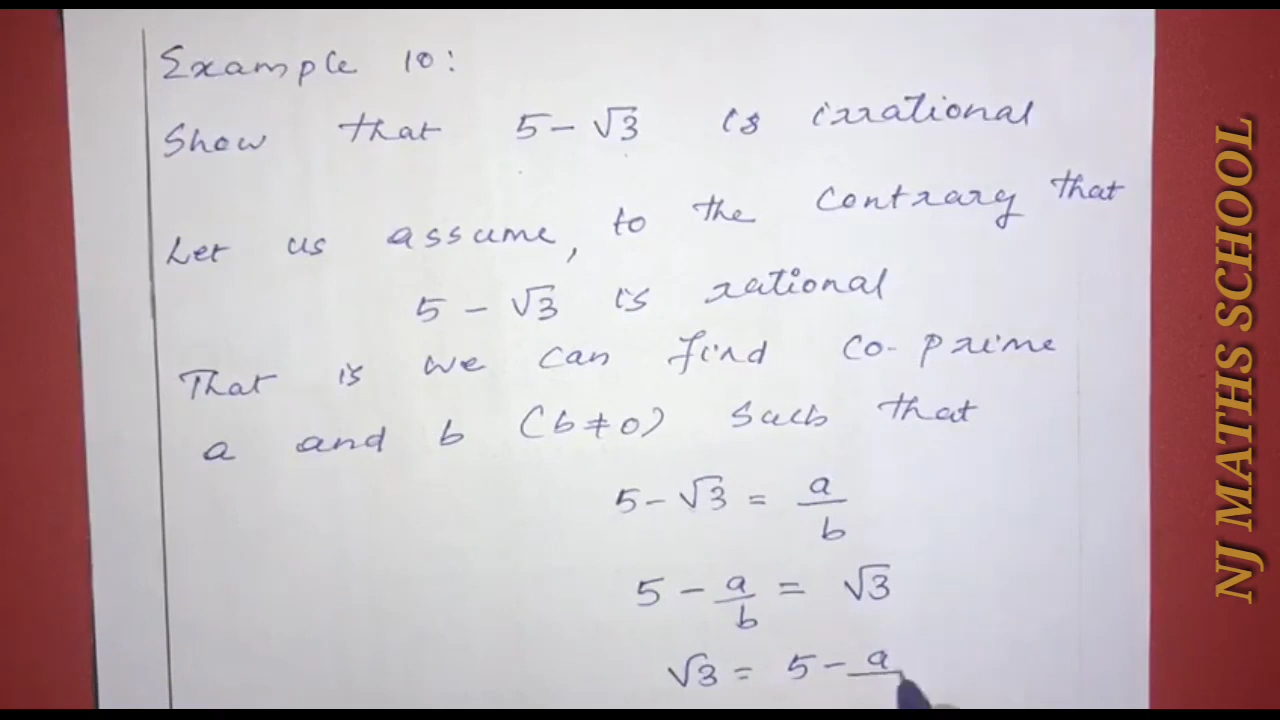 Example 10:
Show that 5 - √3 is irrational
Let us assume, to the contrary that
5 - √3 is rational
That is we can find co-prime
a and b (b ≠ 0) such that
5 - √3 = a/b
5 - a/b = √3
√3 = 5 - a
NJ MATHS SCHOOL